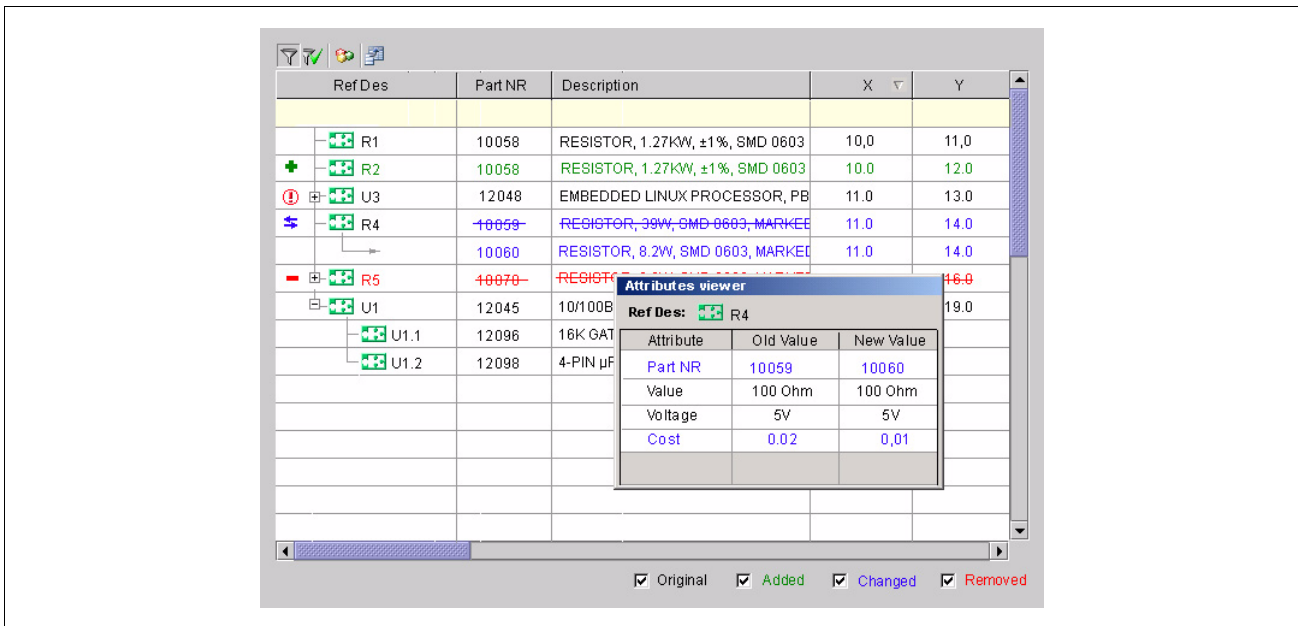 Ref Des Part NR Description X Y
R1 10058 RESISTOR, 1.27KW, ±1%, SMD 0603 10,0 11,0
R2 10058 RESISTOR, 1.27KW, ±1%, SMD 0603 10.0 12.0
U3 12048 EMBEDDED LINUX PROCESSOR, PB 11.0 13.0
R4 10059 RESISTOR, 39W, SMD 0603, MARKED 11.0 14.0
10060 RESISTOR, 8.2W, SMD 0603, MARKED 11.0 14.0
R5 10070 16.0
U1 12045 10/100B 19.0
U1.1 12096 16K GAT
U1.2 12098 4-PIN µF
Attributes viewer
Ref Des: R4
Attribute Old Value New Value
Part NR 10059 10060
Value 100 Ohm 100 Ohm
Voltage 5V 5V
Cost 0.02 0,01
Original Added Changed Removed